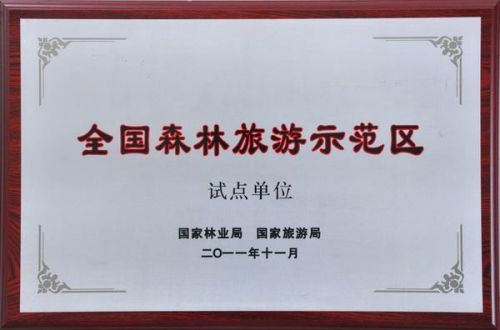 全国森林旅游示范区
试点单位
国家林业局 国家旅游局
二〇一一年十一月